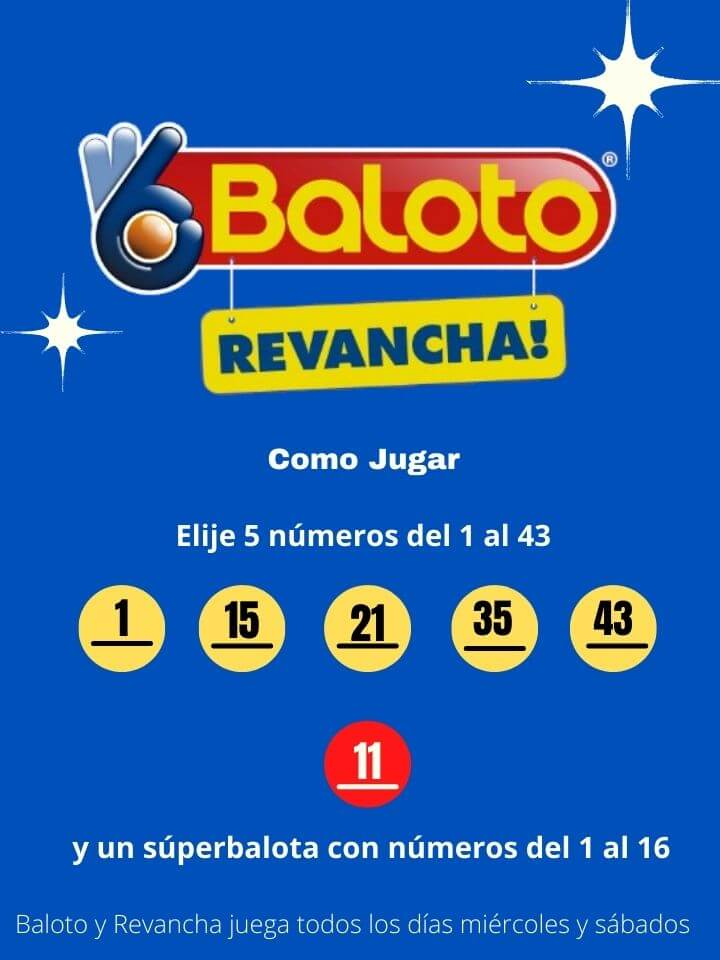 Baloto®
REVANCHA!
Como Jugar
Elije 5 números del 1 al 43
1 15 21 35 43
11
y un súperbalota con números del 1 al 16
Baloto y Revancha juega todos los días miércoles y sábados